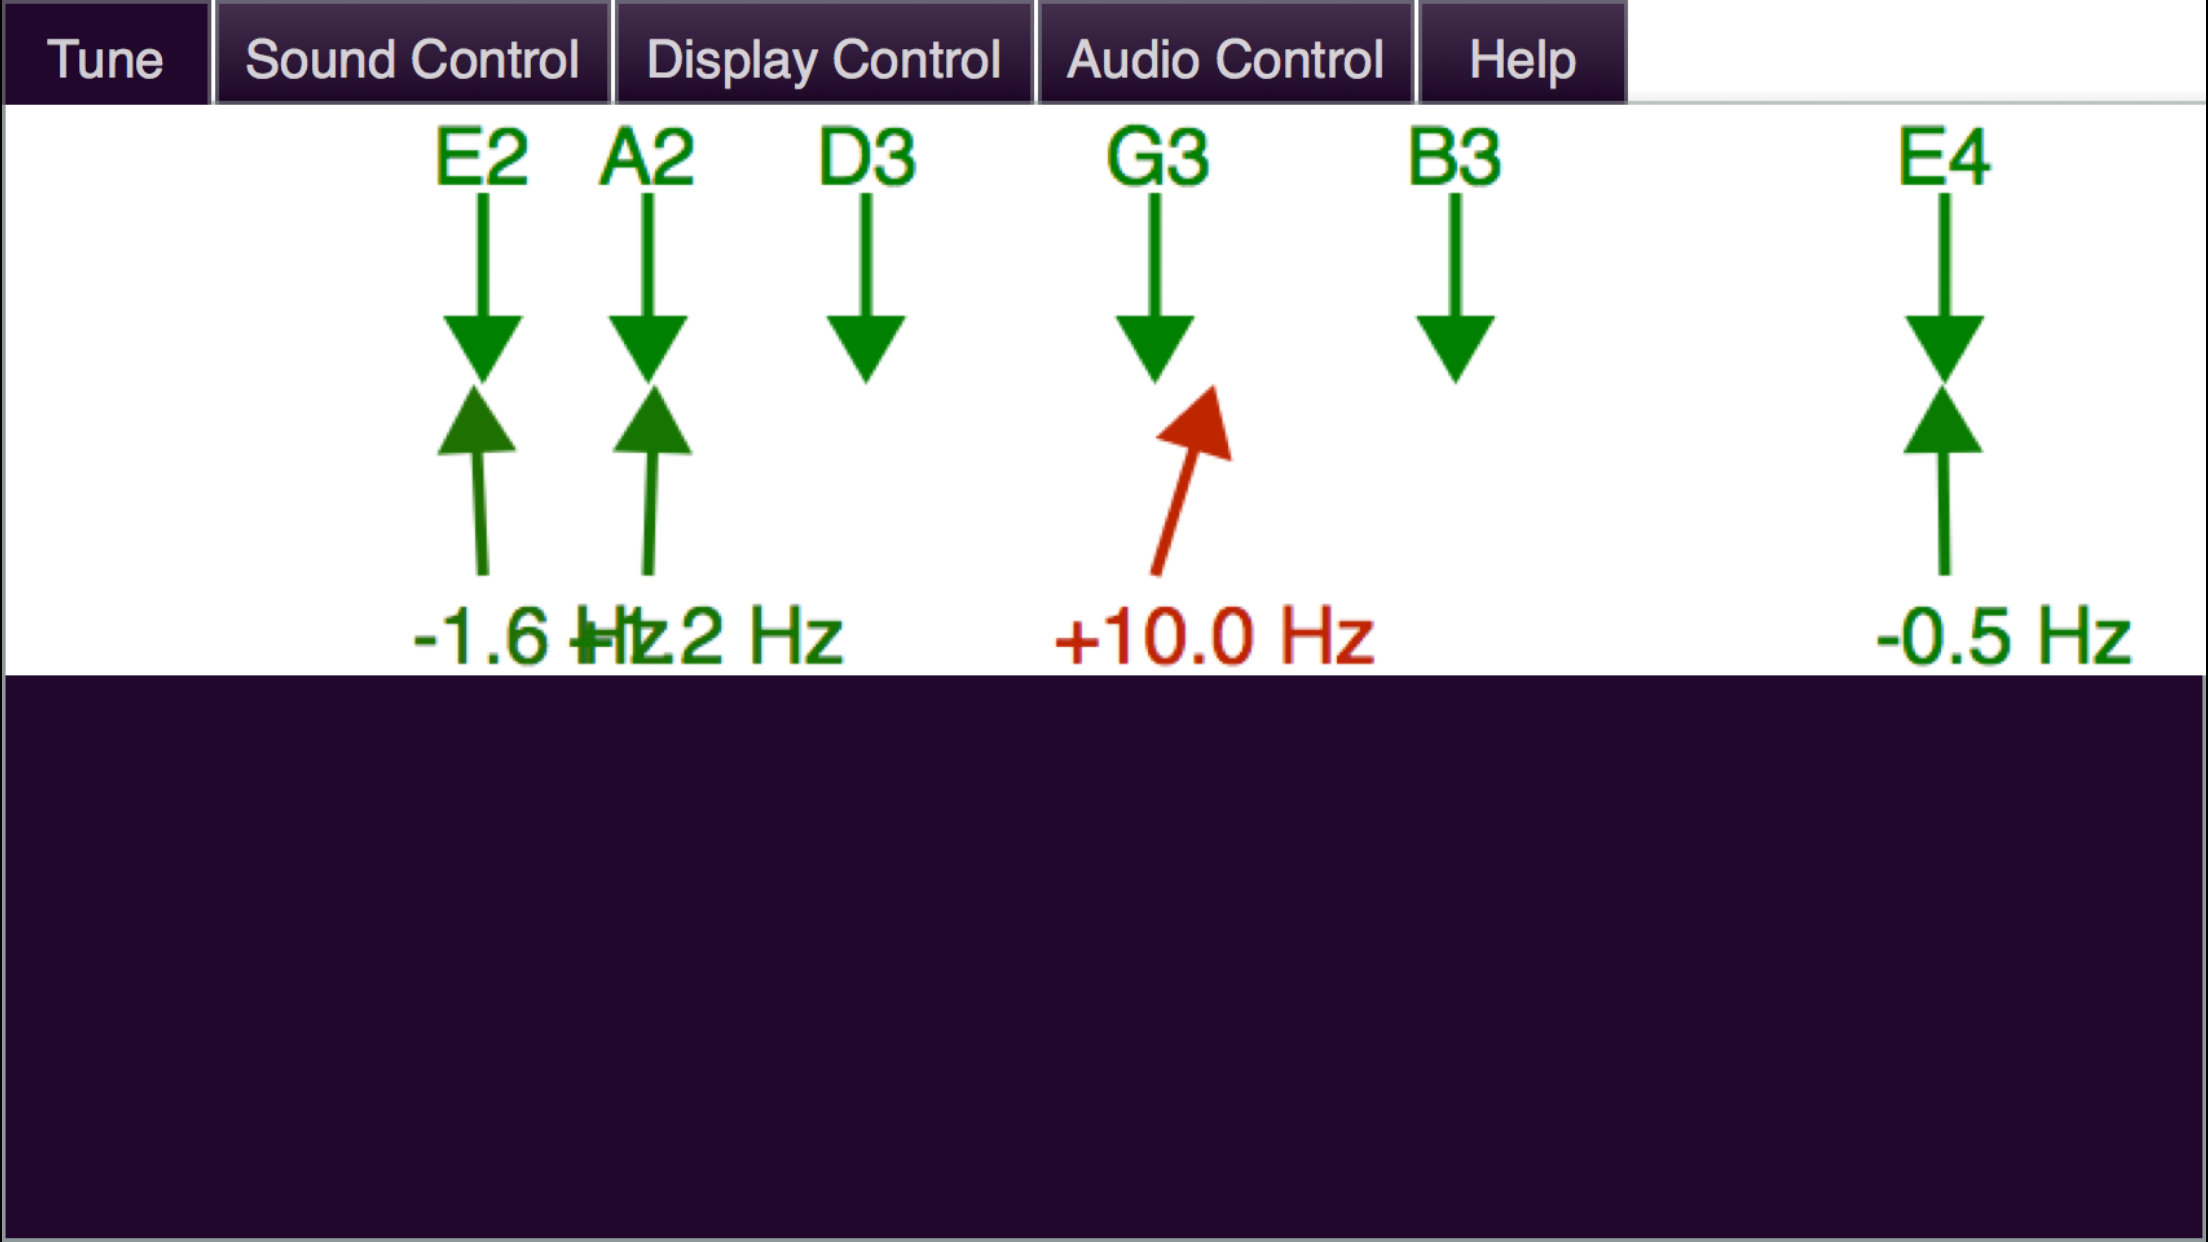 Tune Sound Control Display Control Audio Control Help
E2 A2 D3 G3 B3 E4
-1.6 Hz +1.2 Hz +10.0 Hz -0.5 Hz